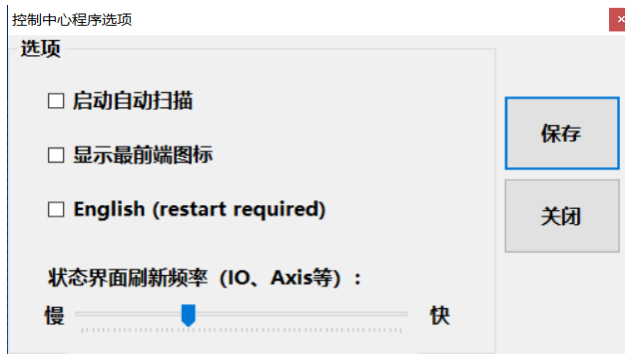 控制中心程序选项
选项
启动自动扫描
显示最前端图标
English (restart required)
状态界面刷新频率（IO、Axis等）：
慢
快
保存
关闭